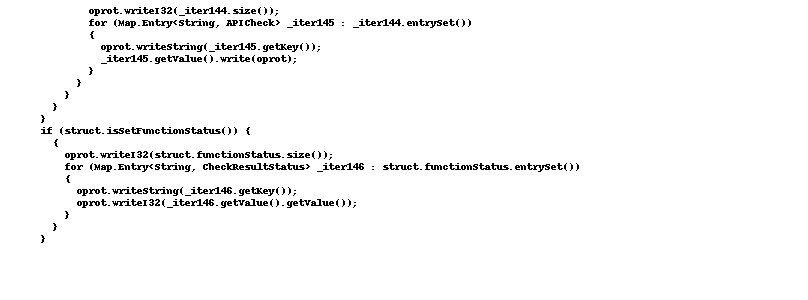 oprot.writeI32(_iter144.size());
for (Map.Entry<String, APICheck> _iter145 : _iter144.entrySet())
{
oprot.writeString(_iter145.getKey());
_iter145.getValue().write(oprot);
}
}
}
}
}
if (struct.isSetFunctionStatus()) {
{
oprot.writeI32(struct.functionStatus.size());
for (Map.Entry<String, CheckResultStatus> _iter146 : struct.functionStatus.entrySet())
{
oprot.writeString(_iter146.getKey());
oprot.writeI32(_iter146.getValue().getValue());
}
}
}